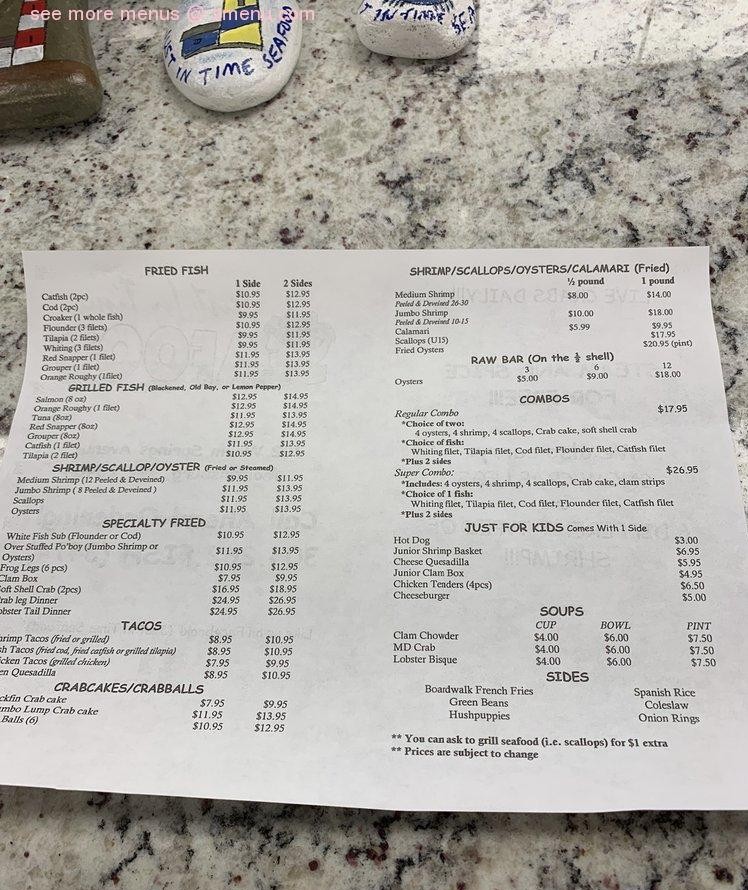 see more menus @ zmenu.com
IN TIME SEAFOOD
IN TIME SEA
FRIED FISH
1 Side 2 Sides
Catfish (2pc) $10.95 $12.95
Cod (2pc) $10.95 $12.95
Croaker (1 whole fish) $9.95 $11.95
Flounder (3 filets) $10.95 $12.95
Tilapia (2 filets) $9.95 $11.95
Whiting (3 filets) $9.95 $11.95
Red Snapper (1 filet) $11.95 $13.95
Grouper (1 filet) $11.95 $13.95
Orange Roughy (1filet) $11.95 $13.95
GRILLED FISH (Blackened, Old Bay, or Lemon Pepper)
Salmon (8 oz) $12.95 $14.95
Orange Roughy (1 filet) $12.95 $14.95
Tuna (8oz) $11.95 $13.95
Red Snapper (8oz) $12.95 $14.95
Grouper (8oz) $12.95 $14.95
Catfish (1 filet) $11.95 $13.95
Tilapia (2 filet) $10.95 $12.95
SHRIMP/SCALLOP/OYSTER (Fried or Steamed)
Medium Shrimp (12 Peeled & Deveined) $9.95 $11.95
Jumbo Shrimp ( 8 Peeled & Deveined ) $11.95 $13.95
Scallops $11.95 $13.95
Oysters $11.95 $13.95
SPECIALTY FRIED
White Fish Sub (Flounder or Cod) $10.95 $12.95
Over Stuffed Po'boy (Jumbo Shrimp or
Oysters) $11.95 $13.95
Frog Legs (6 pcs) $10.95 $12.95
Clam Box $7.95 $9.95
oft Shell Crab (2pc) $16.95 $18.95
rab leg Dinner $24.95 $26.95
obster Tail Dinner $24.95 $26.95
TACOS
hrimp Tacos (fried or grilled) $8.95 $10.95
sh Tacos (fried cod, fried catfish or grilled tilapia) $8.95 $10.95
icken Tacos (grilled chicken) $7.95 $9.95
en Quesadilla $8.95 $10.95
CRABCAKES/CRABBALLS
ckfin Crab cake $7.95 $9.95
mbo Lump Crab cake $11.95 $13.95
Balls (6) $10.95 $12.95
SHRIMP/SCALLOPS/OYSTERS/CALAMARI (Fried)
½ pound 1 pound
Medium Shrimp $8.00 $14.00
Peeled & Deveined 26-30
Jumbo Shrimp $10.00 $18.00
Peeled & Deveined 10-15
Calamari $5.99 $9.95
Scallops (U15) $17.95
Fried Oysters $20.95 (pint)
RAW BAR (On the ½ shell)
3 6 12
Oysters $5.00 $9.00 $18.00
COMBOS
Regular Combo $17.95
*Choice of two:
4 oysters, 4 shrimp, 4 scallops, Crab cake, soft shell crab
*Choice of fish:
Whiting filet, Tilapia filet, Cod filet, Flounder filet, Catfish filet
*Plus 2 sides
Super Combo: $26.95
*Includes: 4 oysters, 4 shrimp, 4 scallops, Crab cake, clam strips
*Choice of 1 fish:
Whiting filet, Tilapia filet, Cod filet, Flounder filet, Catfish filet
*Plus 2 sides
JUST FOR KIDS Comes With 1 Side
Hot Dog $3.00
Junior Shrimp Basket $6.95
Cheese Quesadilla $5.95
Junior Clam Box $4.95
Chicken Tenders (4pcs) $6.50
Cheeseburger $5.00
SOUPS
CUP BOWL PINT
Clam Chowder $4.00 $6.00 $7.50
MD Crab $4.00 $6.00 $7.50
Lobster Bisque $4.00 $6.00 $7.50
SIDES
Boardwalk French Fries Spanish Rice
Green Beans Coleslaw
Hushpuppies Onion Rings
** You can ask to grill seafood (i.e. scallops) for $1 extra
** Prices are subject to change